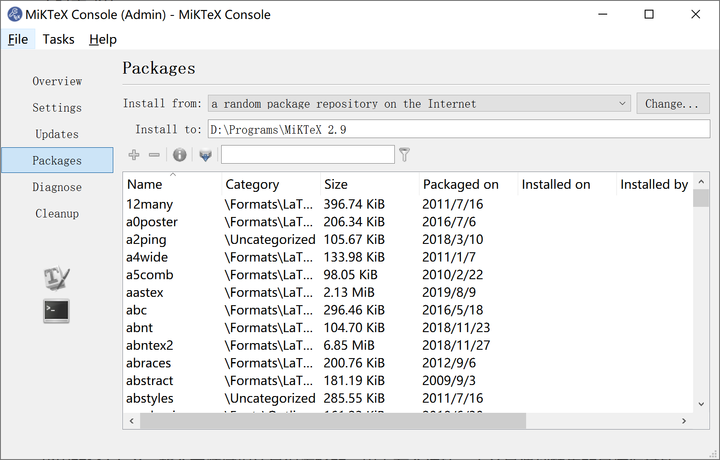 MiKTeX Console (Admin) - MiKTeX Console
File Tasks Help
Overview
Settings
Updates
Packages
Diagnose
Cleanup
Packages
Install from: a random package repository on the Internet Change...
Install to: D:\Programs\MiKTeX 2.9
Name Category Size Packaged on Installed on Installed by
12many \Formats\LaT... 396.74 KiB 2011/7/16
a0poster \Formats\LaT... 206.34 KiB 2016/7/6
a2ping \Uncategorized 105.67 KiB 2018/3/10
a4wide \Formats\LaT... 133.98 KiB 2011/1/7
a5comb \Formats\LaT... 98.05 KiB 2010/2/22
aastex \Formats\LaT... 2.13 MiB 2019/8/9
abc \Formats\LaT... 296.46 KiB 2016/5/18
abnt \Formats\LaT... 104.70 KiB 2018/11/23
abntex2 \Formats\LaT... 6.85 MiB 2018/11/27
abraces \Formats\LaT... 200.76 KiB 2012/9/6
abstract \Formats\LaT... 181.19 KiB 2009/9/3
abstyles \Uncategorized 285.55 KiB 2011/7/16